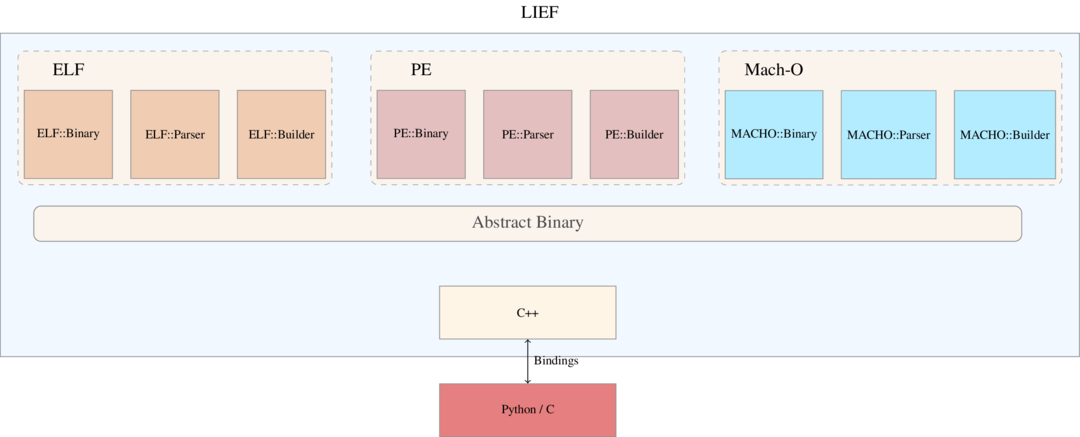 LIEF
ELF
ELF::Binary
ELF::Parser
ELF::Builder
PE
PE::Binary
PE::Parser
PE::Builder
Mach-O
MACHO::Binary
MACHO::Parser
MACHO::Builder
Abstract Binary
C++
Bindings
Python / C